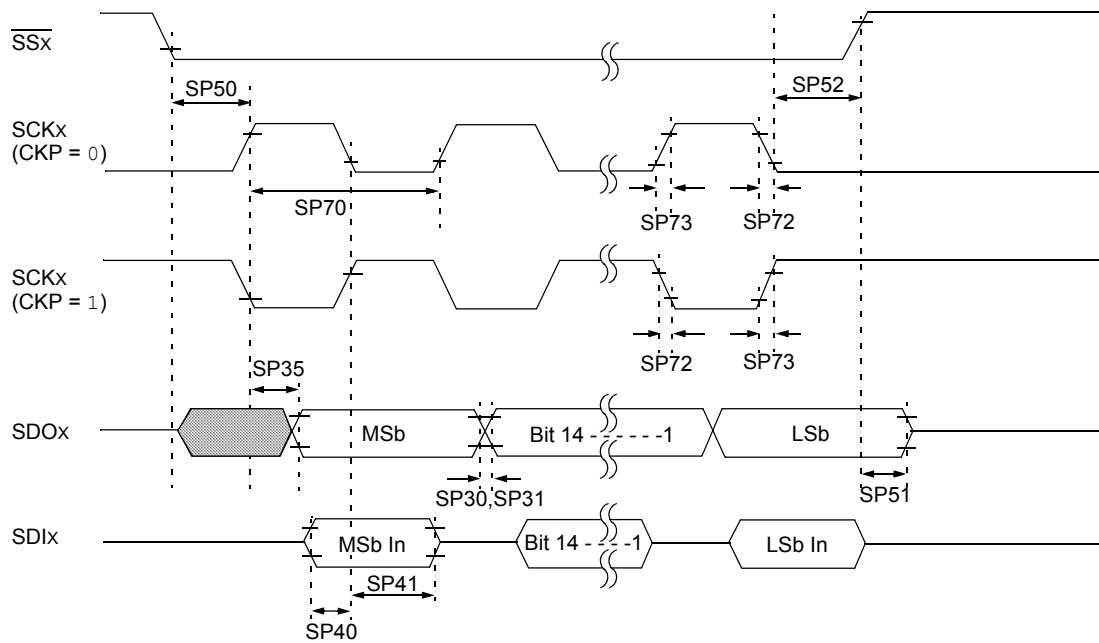 SSx
SP50
SP52
SCKx
(CKP = 0)
SP70
SP73
SP72
SCKx
(CKP = 1)
SP72
SP73
SP35
SDOx
MSb
Bit 14 - - - - - -1
LSb
SP30,SP31
SP51
SDIx
MSb In
Bit 14 - - - -1
LSb In
SP41
SP40